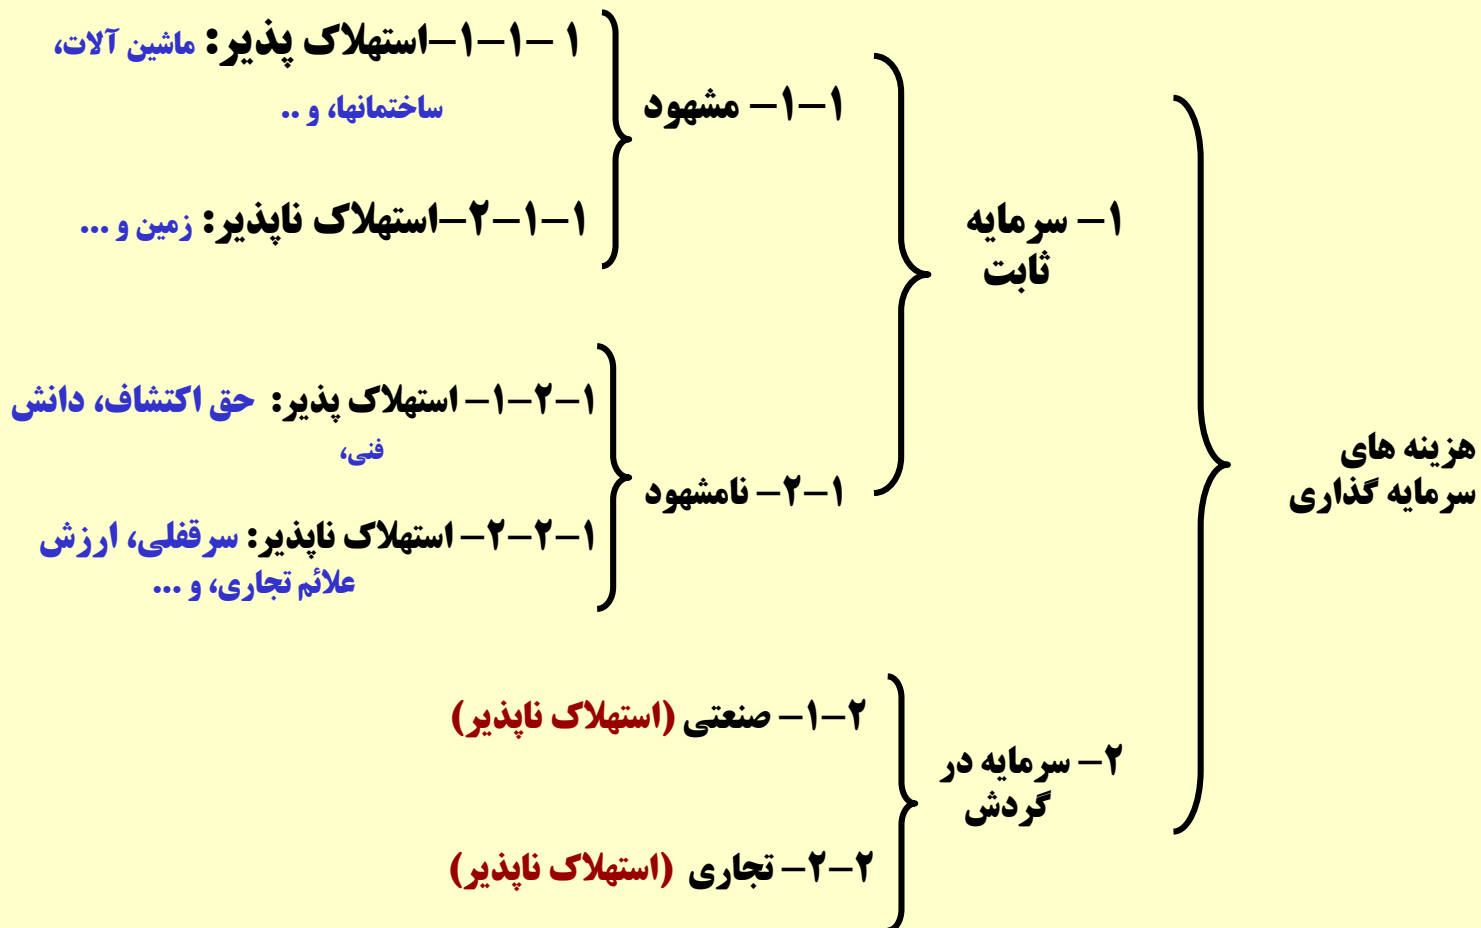 هزینه های
سرمایه گذاری
۱– سرمایه
ثابت
۱–۱– مشهود
۱ –۱–۱–استهلاک پذیر: ماشین آلات،
ساختمانها، و ..
۱–۱–۲–استهلاک ناپذیر: زمین و ...
۱–۲– نامشهود
۱–۲–۱– استهلاک پذیر: حق اکتشاف، دانش
فنی،
۱–۲–۲– استهلاک ناپذیر: سرقفلی، ارزش
علائم تجاری، و ...
۲– سرمایه در
گردش
۲–۱– صنعتی (استهلاک ناپذیر)
۲–۲– تجاری (استهلاک ناپذیر)